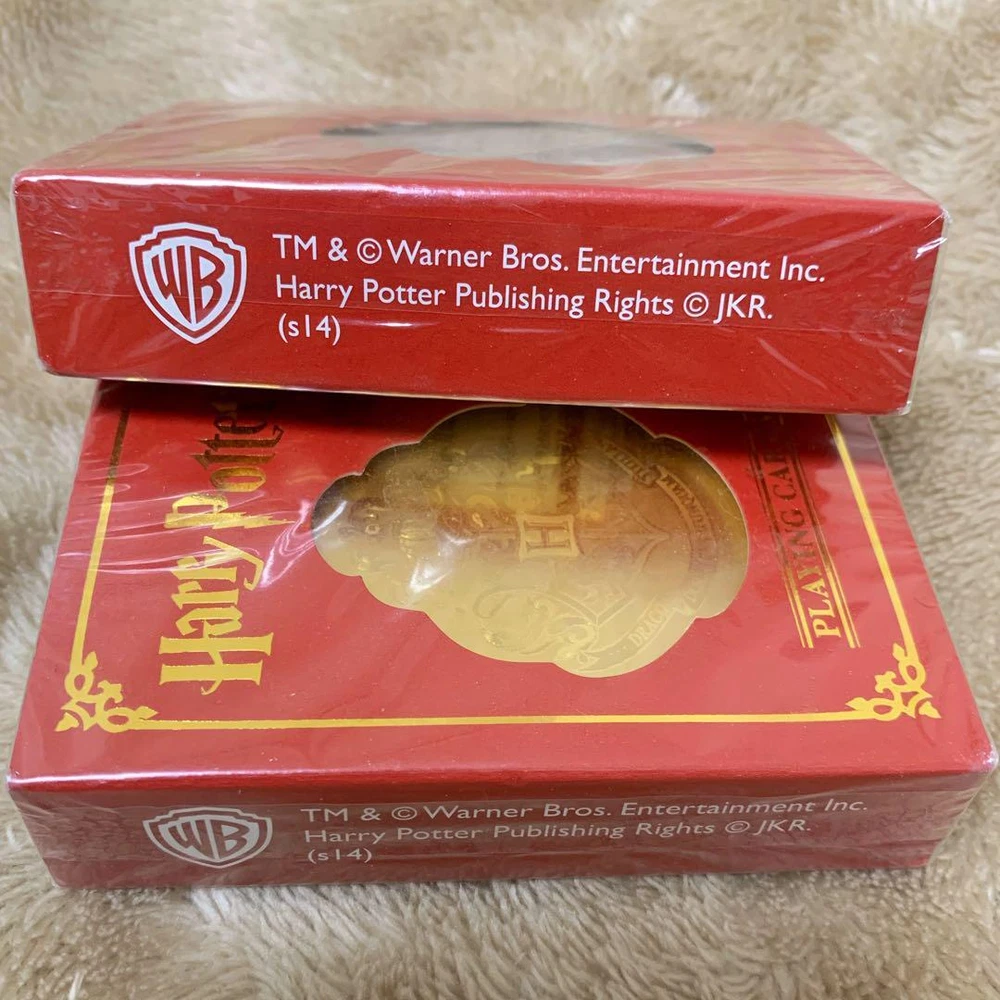 WB
TM & © Warner Bros. Entertainment Inc.
Harry Potter Publishing Rights © JKR.
(s14)
Harry Potter
H
DRACO
PLAYING
WB
TM & © Warner Bros. Entertainment Inc.
Harry Potter Publishing Rights © JKR.
(s14)